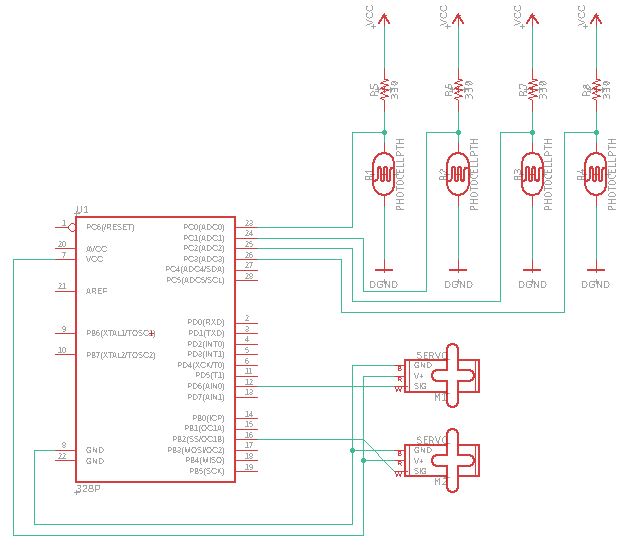 VCC VCC VCC VCC
R5 330 R6 330 R7 330 R8 330
R1 PHOTOCELLPTH R2 PHOTOCELLPTH R3 PHOTOCELLPTH R4 PHOTOCELLPTH
DGND DGND DGND DGND
U1
1 PC6(/RESET) PC0(ADC0) 23
PC1(ADC1) 24
20 AVCC PC2(ADC2) 25
7 VCC PC3(ADC3) 26
PC4(ADC4/SDA) 27
PC5(ADC5/SCL) 28
21 AREF
PD0(RXD) 2
9 PB6(XTAL1/TOSC1) PD1(TXD) 3
PD2(INT0) 4
10 PB7(XTAL2/TOSC2) PD3(INT1) 5
PD4(XCK/T0) 6
PD5(T1) 11
PD6(AIN0) 12
PD7(AIN1) 13
PB0(ICP) 14
PB1(OC1A) 15
PB2(SS/OC1B) 16
8 GND PB3(MOSI/OC2) 17
22 GND PB4(MISO) 18
PB5(SCK) 19
328P
SERVO
B GND
R V+
W SIG
M1
SERVO
B GND
R V+
W SIG
M2